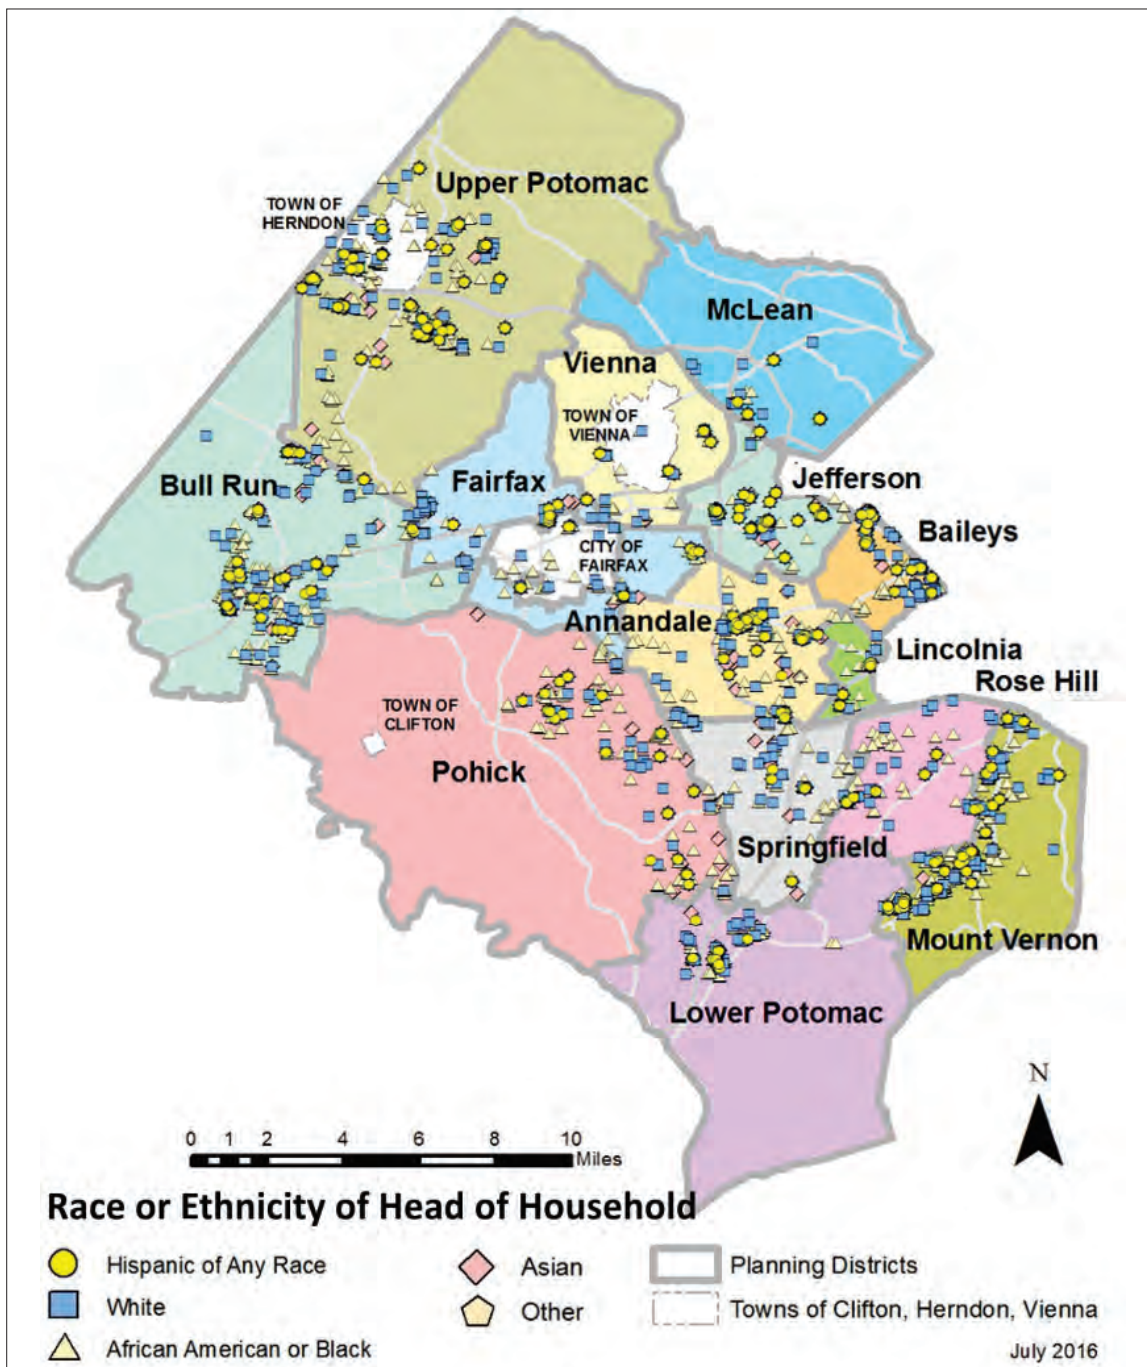 Upper Potomac
TOWN OF
HERNDON
McLean
Vienna
TOWN OF
VIENNA
Jefferson
Bull Run
Fairfax
Baileys
CITY OF
FAIRFAX
Annandale
Lincolnia
Rose Hill
TOWN OF
CLIFTON
Pohick
Springfield
Mount Vernon
Lower Potomac
N
0 1 2 4 6 8 10
Miles
Race or Ethnicity of Head of Household
Hispanic of Any Race
White
African American or Black
Asian
Other
Planning Districts
Towns of Clifton, Herndon, Vienna
July 2016